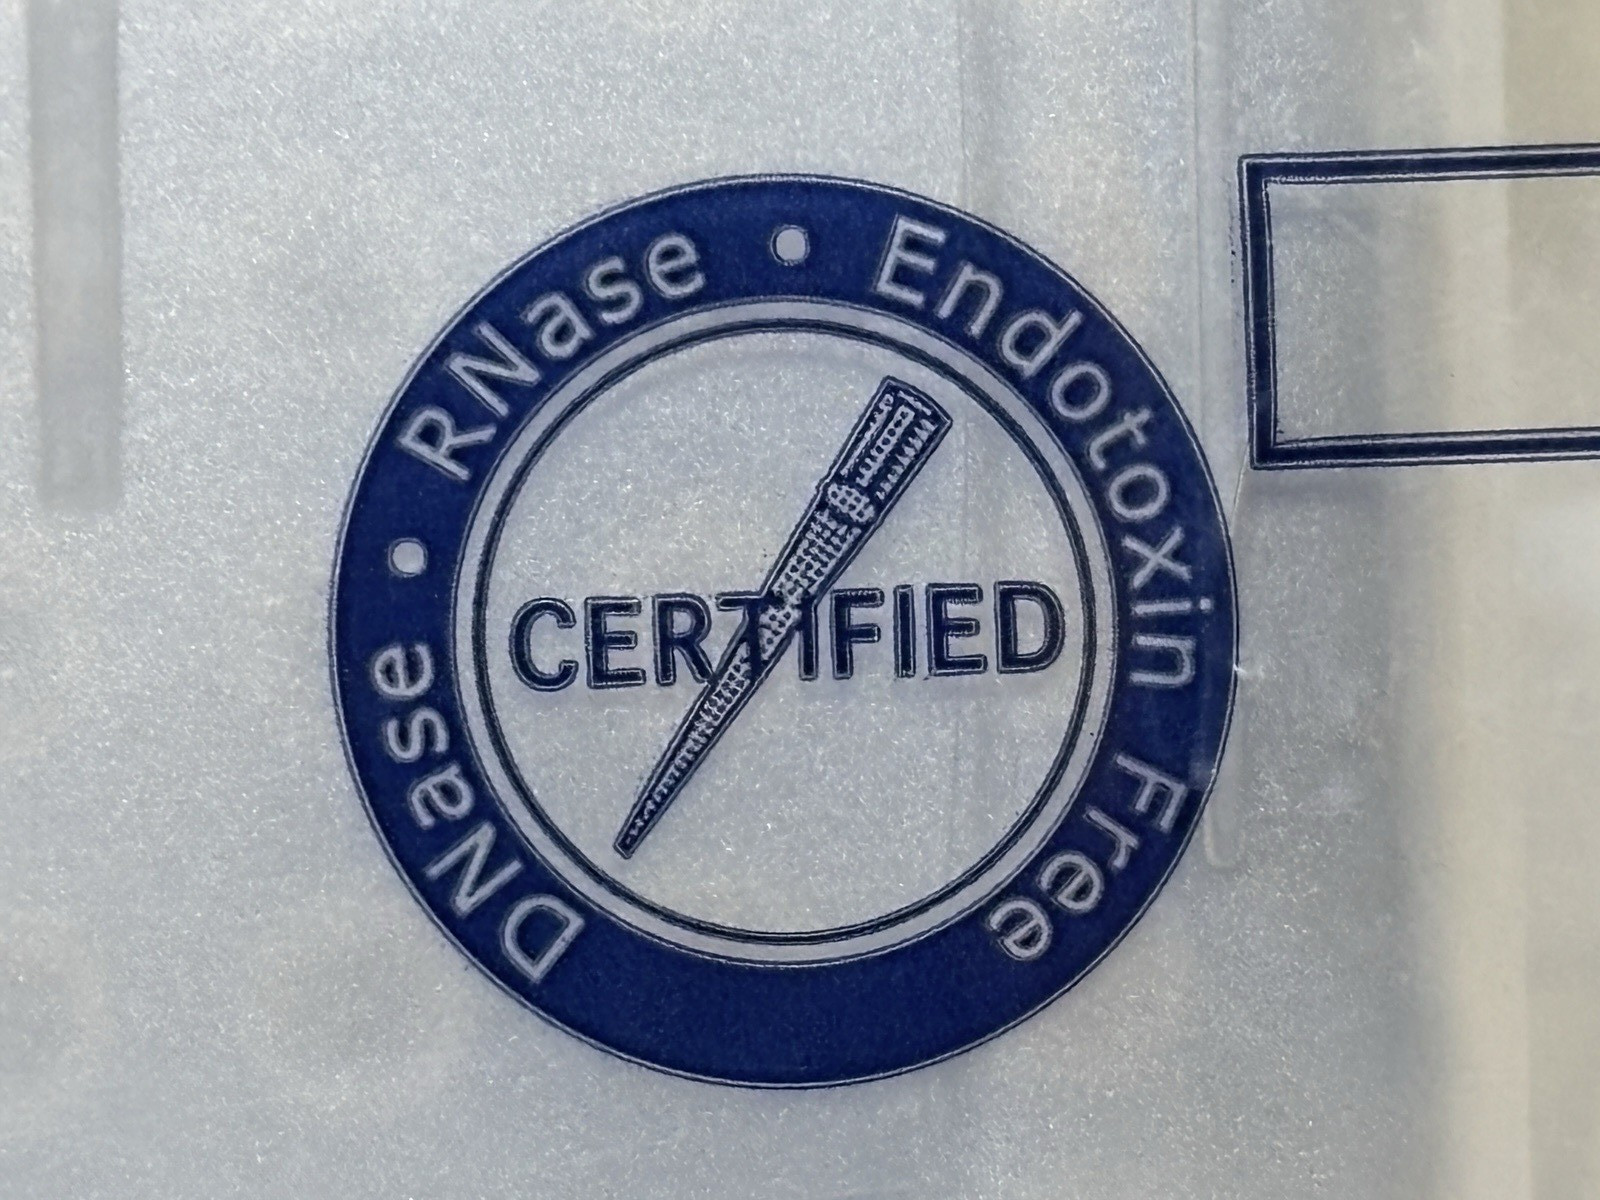 DNase • RNase • Endotoxin Free
CERTIFIED